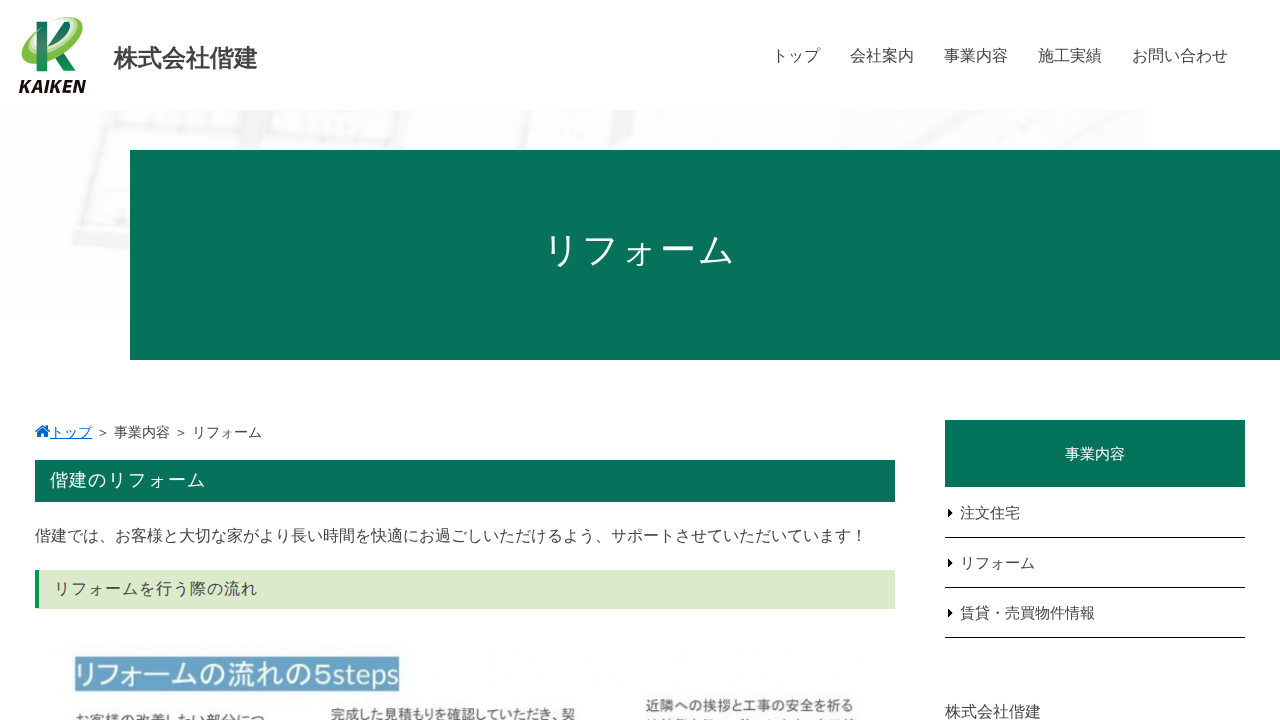 KAIKEN
株式会社偕建
トップ 会社案内 事業内容 施工実績 お問い合わせ
リフォーム
トップ ＞ 事業内容 ＞ リフォーム
偕建のリフォーム
偕建では、お客様と大切な家がより長い時間を快適にお過ごしいただけるよう、サポートさせていただいています！
リフォームを行う際の流れ
リフォームの流れの5steps
お客様の改善したい部分につ
完成した見積もりを確認していただき、契
近隣への挨拶と工事の安全を祈る
事業内容
注文住宅
リフォーム
賃貸・売買物件情報
株式会社偕建